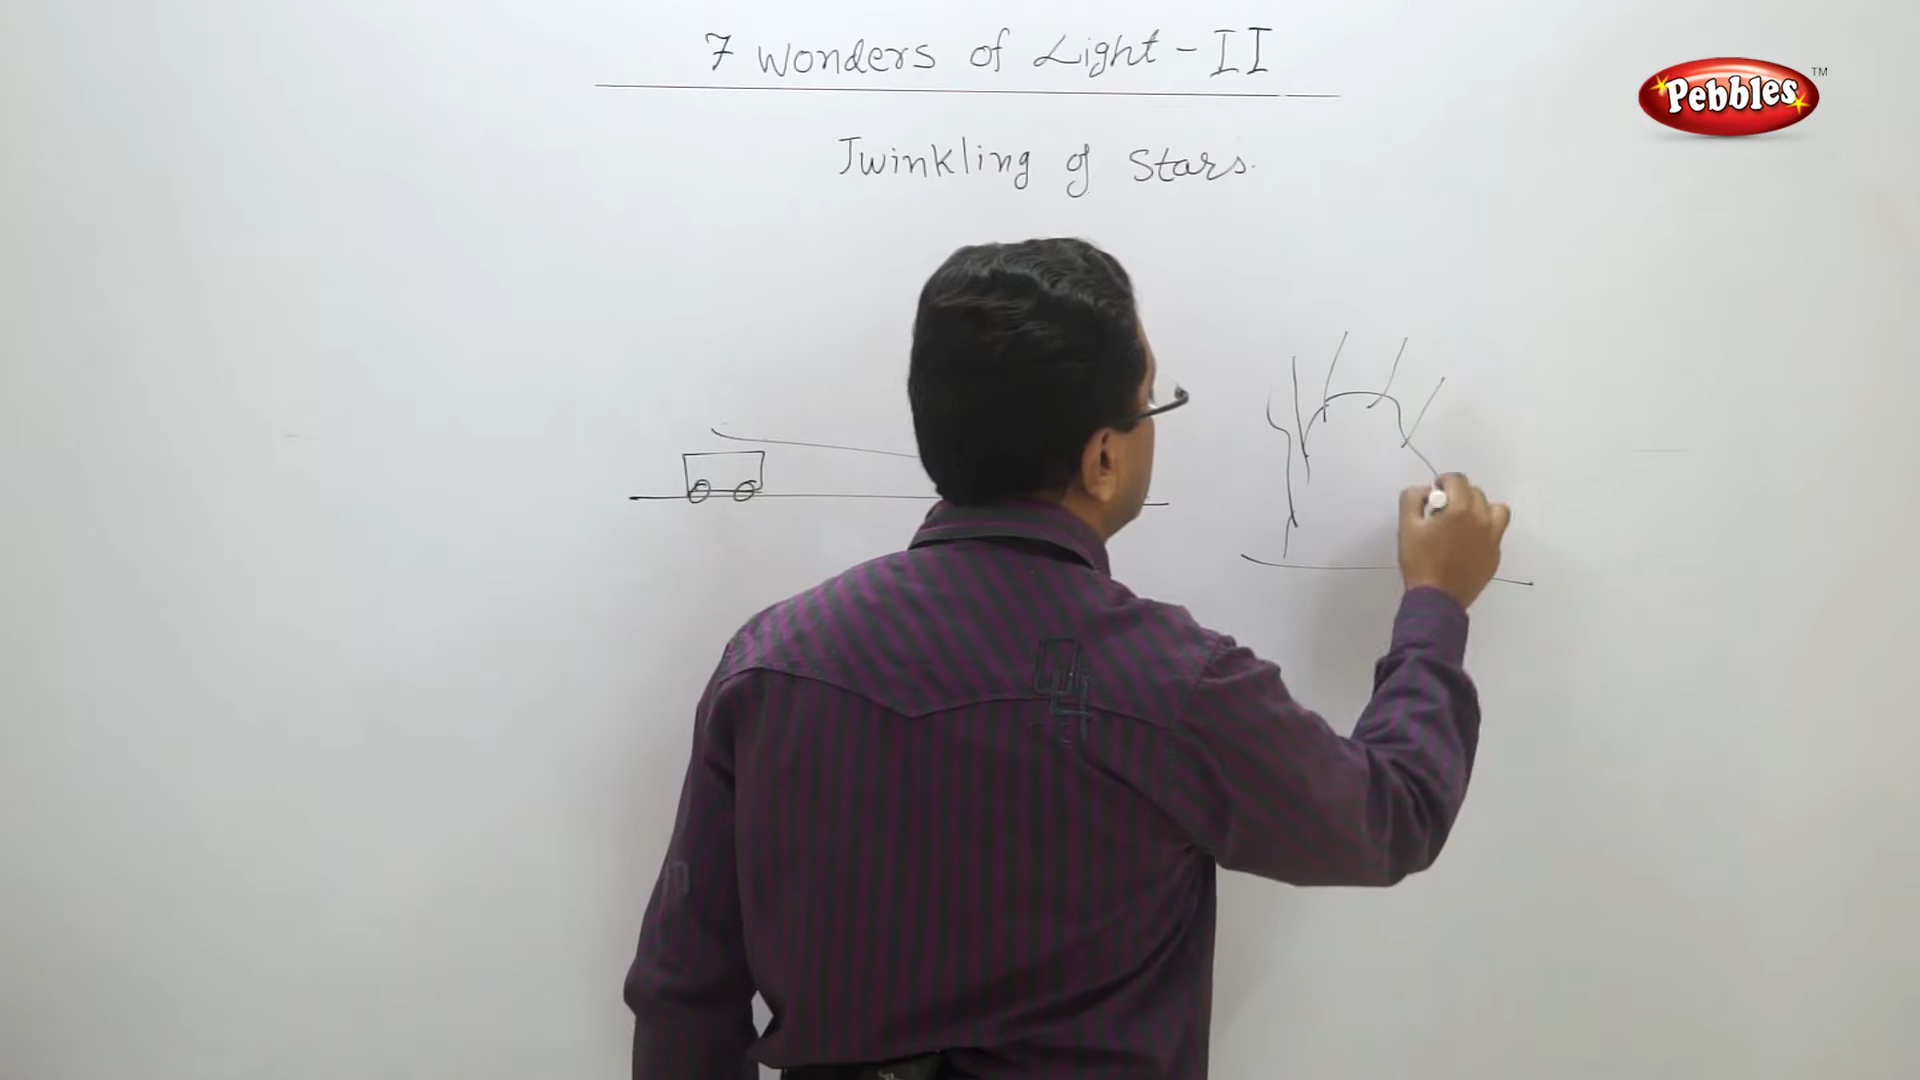 7 Wonders of Light - II
Pebbles TM
Twinkling of Stars.